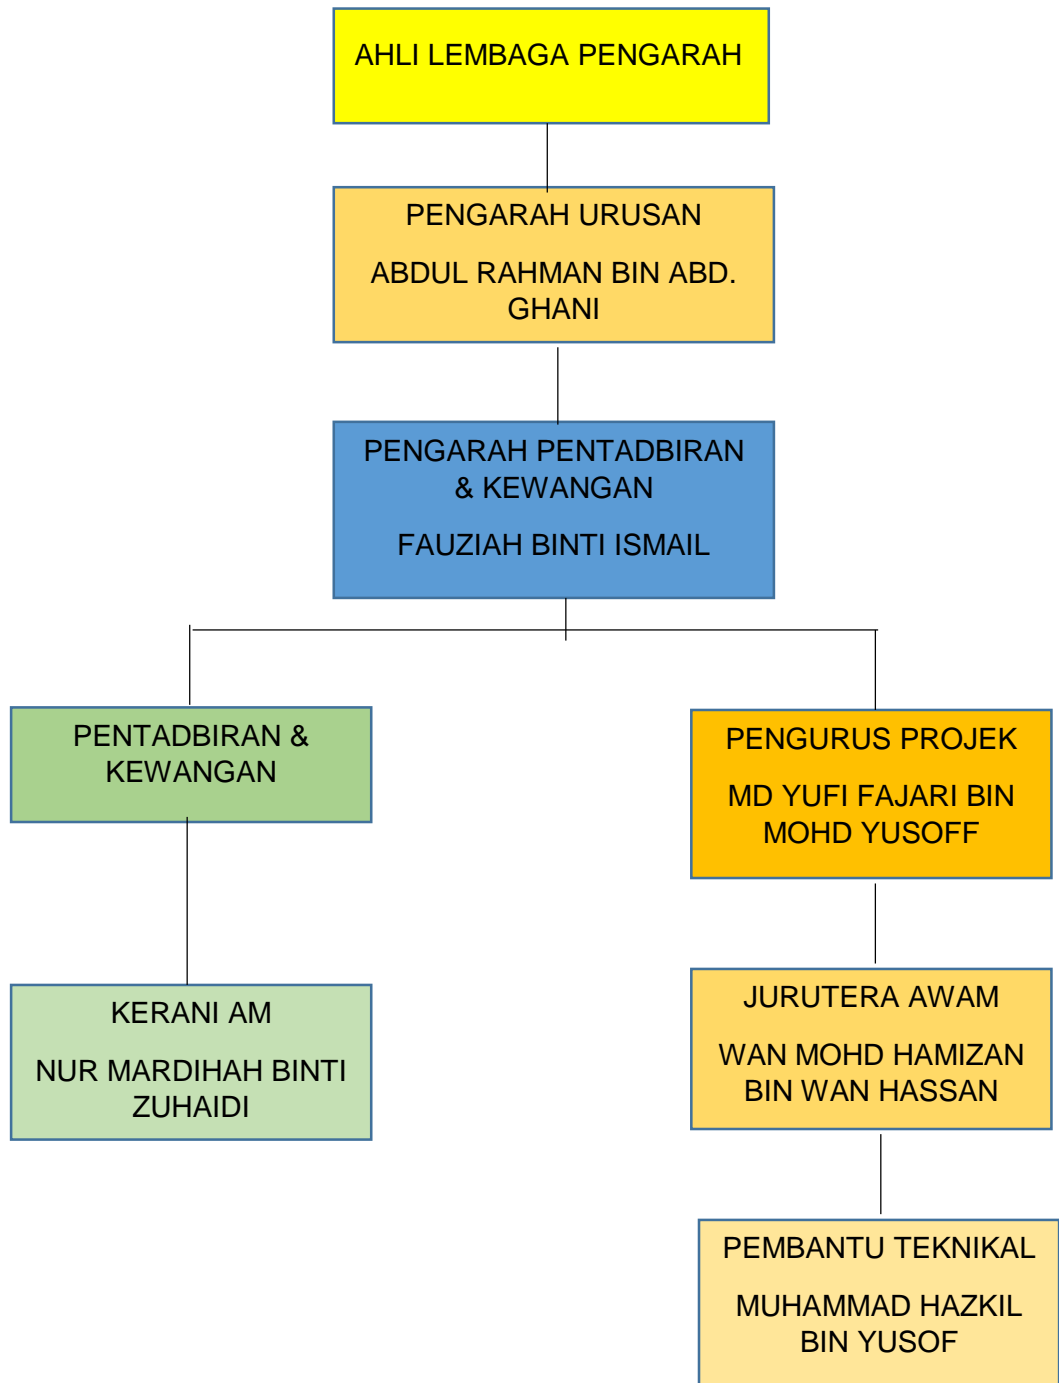 AHLI LEMBAGA PENGARAH
PENGARAH URUSAN
ABDUL RAHMAN BIN ABD.
GHANI
PENGARAH PENTADBIRAN
& KEWANGAN
FAUZIAH BINTI ISMAIL
PENTADBIRAN &
KEWANGAN
KERANI AM
NUR MARDIHAH BINTI
ZUHAIDI
PENGURUS PROJEK
MD YUFI FAJARI BIN
MOHD YUSOFF
JURUTERA AWAM
WAN MOHD HAMIZAN
BIN WAN HASSAN
PEMBANTU TEKNIKAL
MUHAMMAD HAZKIL
BIN YUSOF